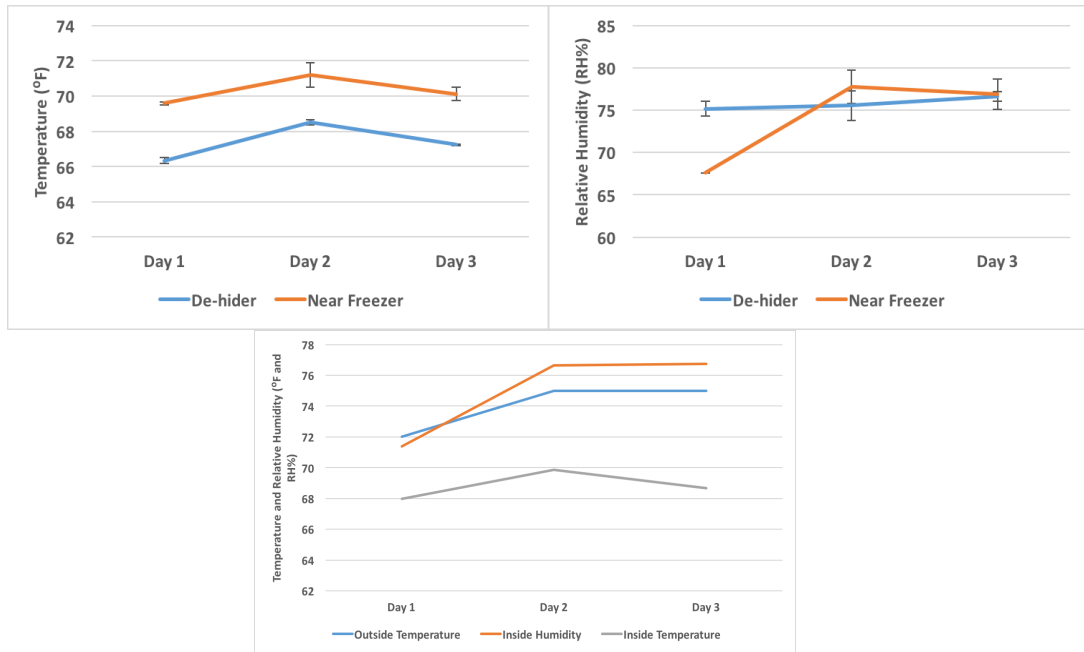 Temperature (⁰F)
74
72
70
68
66
64
62
Day 1 Day 2 Day 3
De-hider Near Freezer
Relative Humidity (RH%)
85
80
75
70
65
60
Day 1 Day 2 Day 3
De-hider Near Freezer
Temperature and Relative Humidity (⁰F and
RH%)
78
76
74
72
70
68
66
64
62
Day 1 Day 2 Day 3
Outside Temperature Inside Humidity Inside Temperature